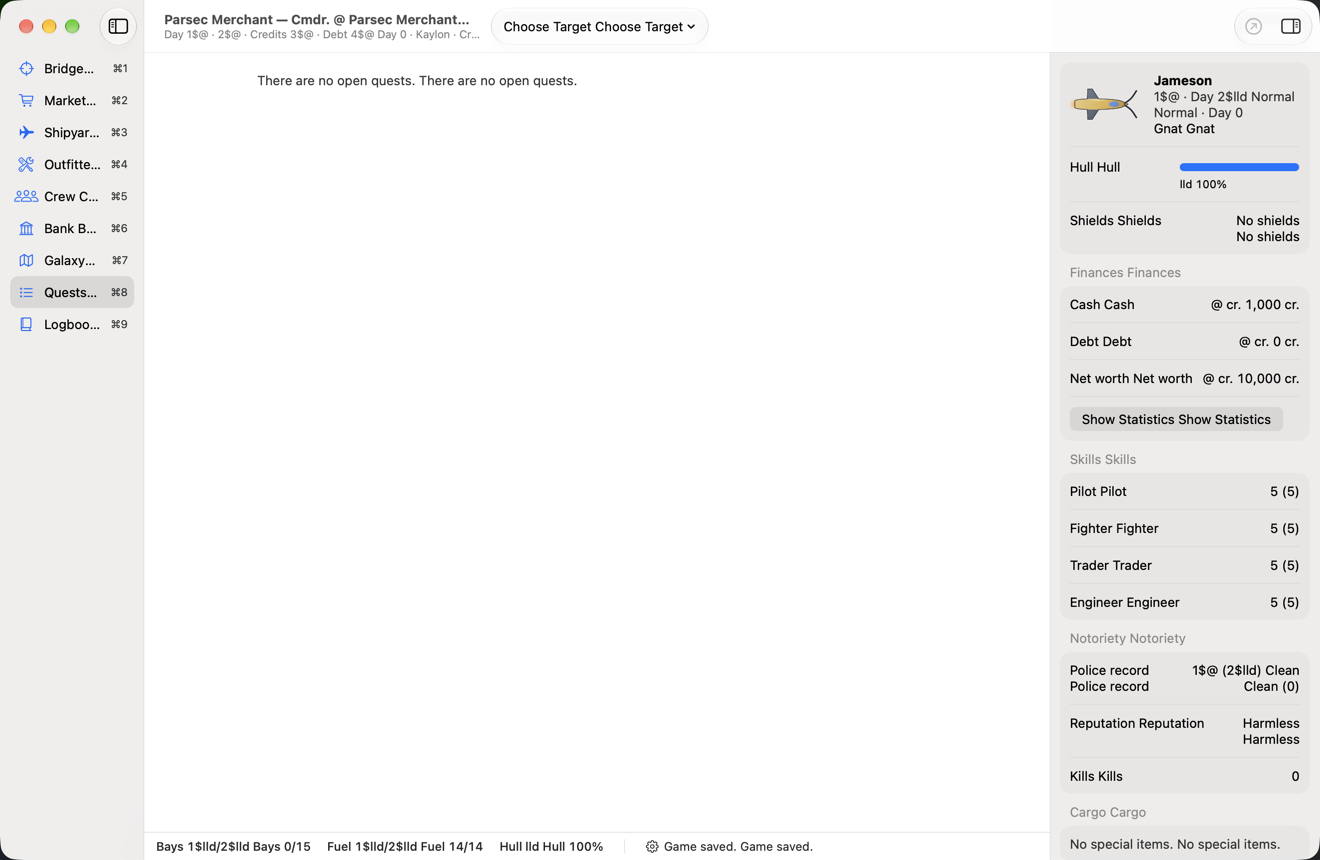 Parsec Merchant — Cmdr. @ Parsec Merchant...
Day 1$@ · 2$@ · Credits 3$@ · Debt 4$@ Day 0 · Kaylon · Cr...
Choose Target Choose Target
Bridge... ⌘1
Market... ⌘2
Shipyar... ⌘3
Outfitte... ⌘4
Crew C... ⌘5
Bank B... ⌘6
Galaxy... ⌘7
Quests... ⌘8
Logboo... ⌘9
There are no open quests. There are no open quests.
Jameson
1$@ · Day 2$lld Normal
Normal · Day 0
Gnat Gnat
Hull Hull
lld 100%
Shields Shields No shields
No shields
Finances Finances
Cash Cash @ cr. 1,000 cr.
Debt Debt @ cr. 0 cr.
Net worth Net worth @ cr. 10,000 cr.
Show Statistics Show Statistics
Skills Skills
Pilot Pilot 5 (5)
Fighter Fighter 5 (5)
Trader Trader 5 (5)
Engineer Engineer 5 (5)
Notoriety Notoriety
Police record 1$@ (2$lld) Clean
Police record Clean (0)
Reputation Reputation Harmless
Harmless
Kills Kills 0
Cargo Cargo
No special items. No special items.
Bays 1$lld/2$lld Bays 0/15 Fuel 1$lld/2$lld Fuel 14/14 Hull lld Hull 100% Game saved. Game saved.